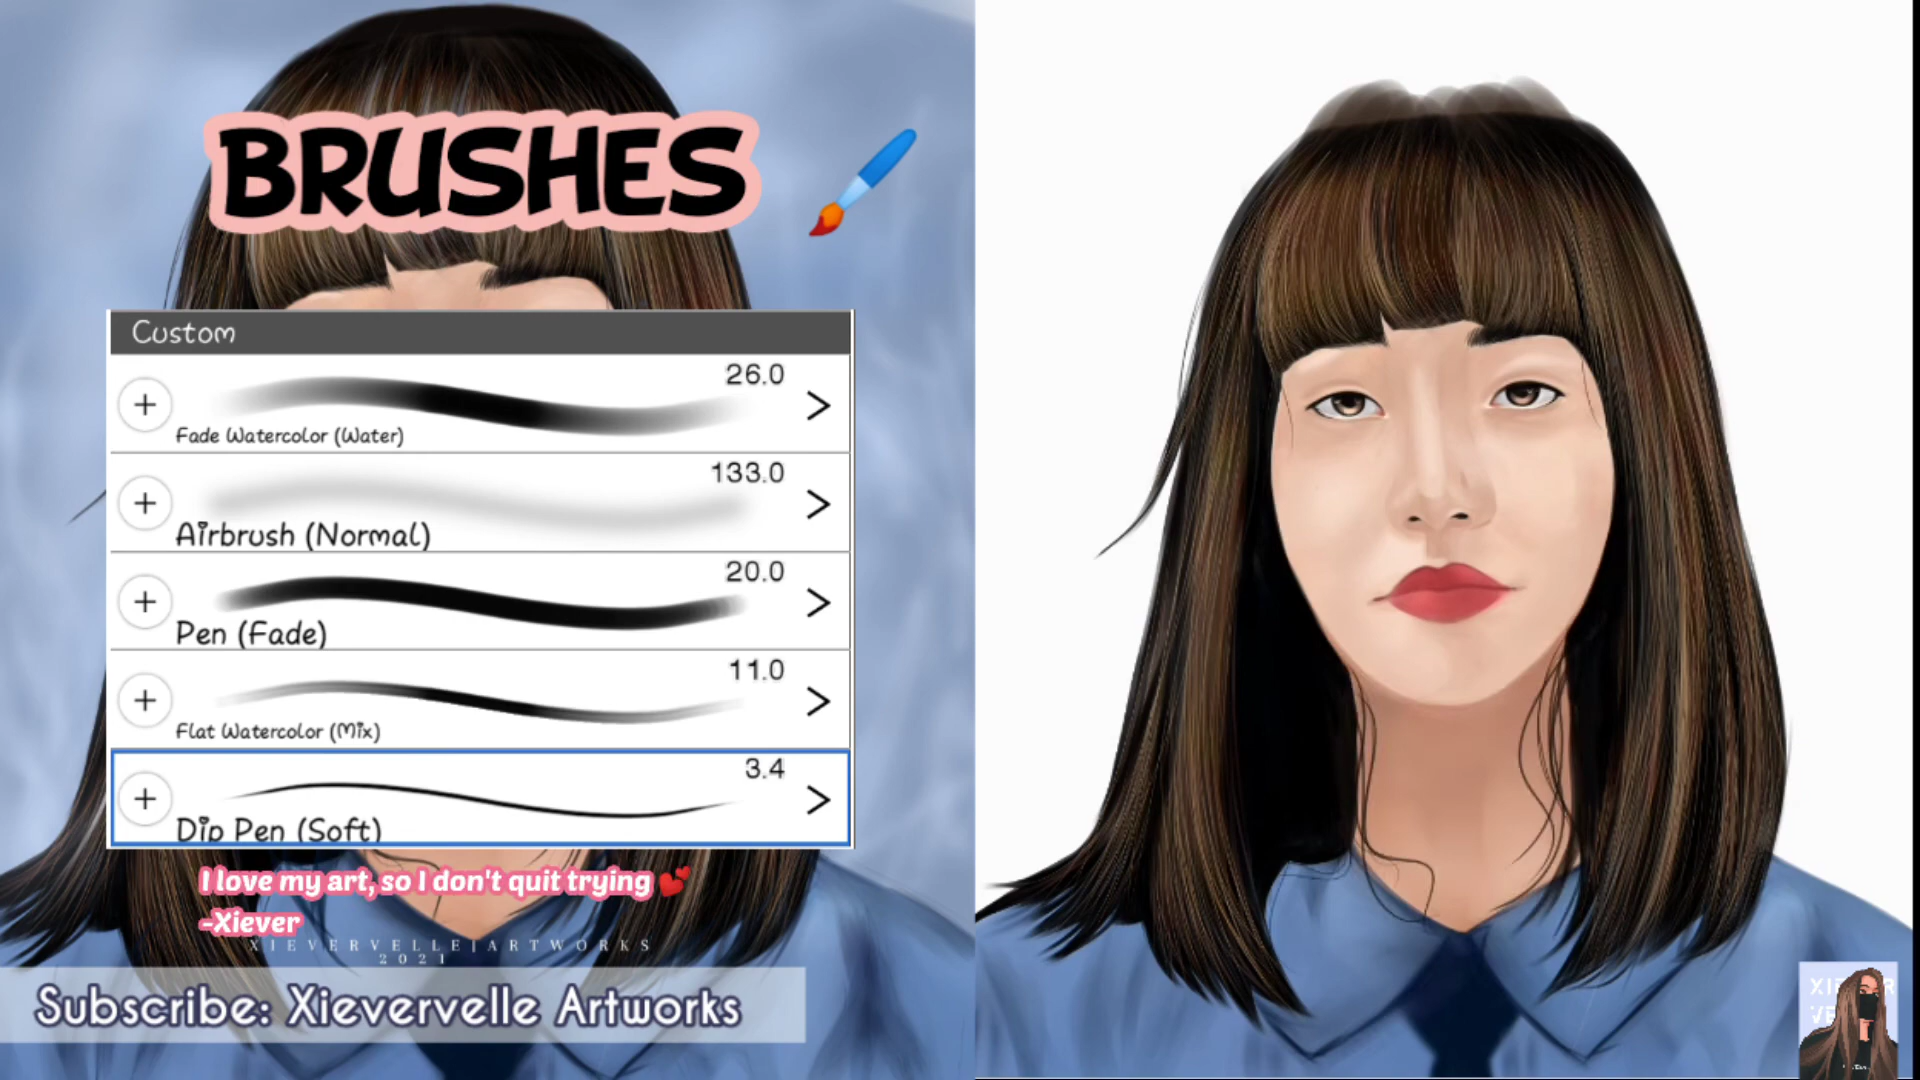 BRUSHES
Custom
26.0
Fade Watercolor (Water)
133.0
Airbrush (Normal)
20.0
Pen (Fade)
11.0
Flat Watercolor (Mix)
3.4
Dip Pen (Soft)
I love my art, so I don't quit trying
-Xiever
XIEVERVELLE|ARTWORKS
2021
Subscribe: Xievervelle Artworks